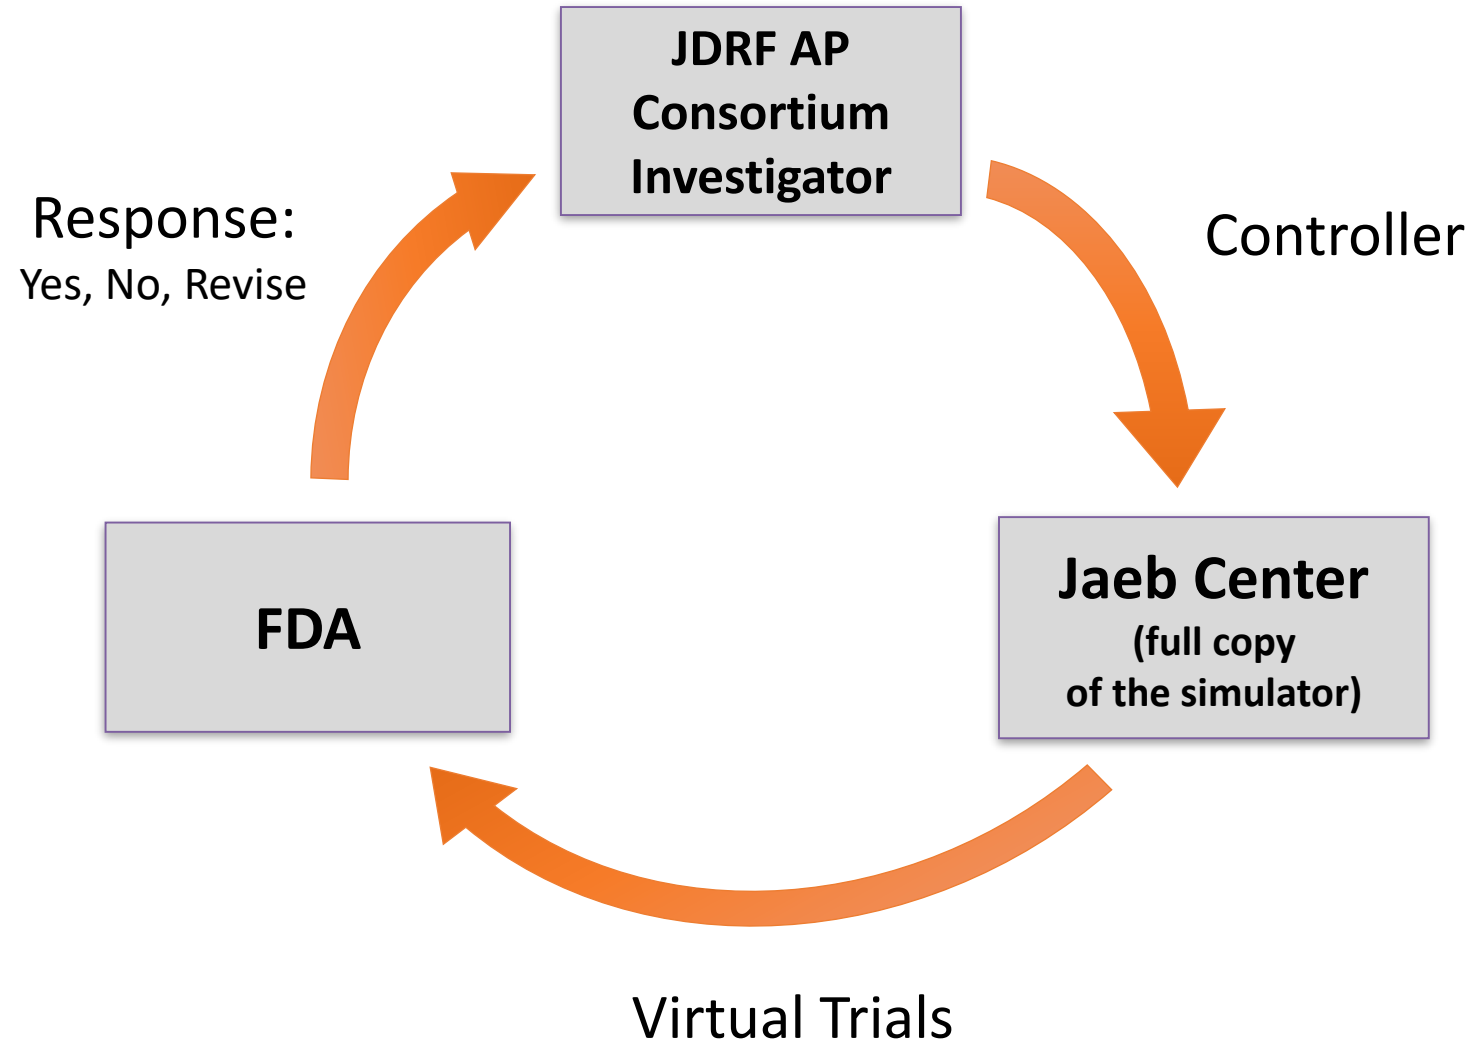 JDRF AP
Consortium
Investigator
Response:
Yes, No, Revise
Controller
FDA
Jaeb Center
(full copy
of the simulator)
Virtual Trials